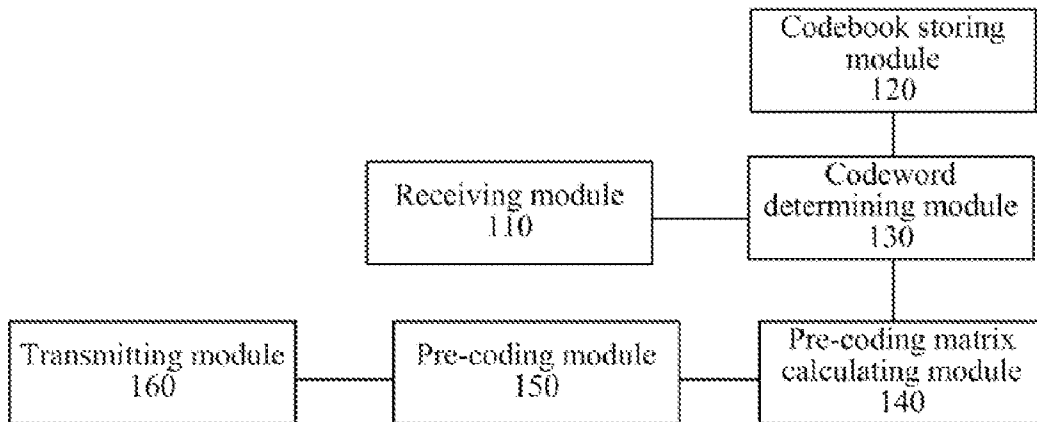 Codebook storing
module
120
Receiving module
110
Codeword
determining module
130
Transmitting module
160
Pre-coding module
150
Pre-coding matrix
calculating module
140